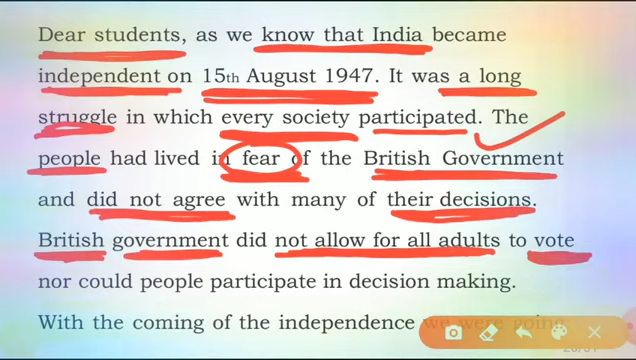 Dear students, as we know that India became
independent on 15th August 1947. It was a long
struggle in which every society participated. The
people had lived in fear of the British Government
and did not agree with many of their decisions.
British government did not allow for all adults to vote
nor could people participate in decision making.
With the coming of the independence we were going